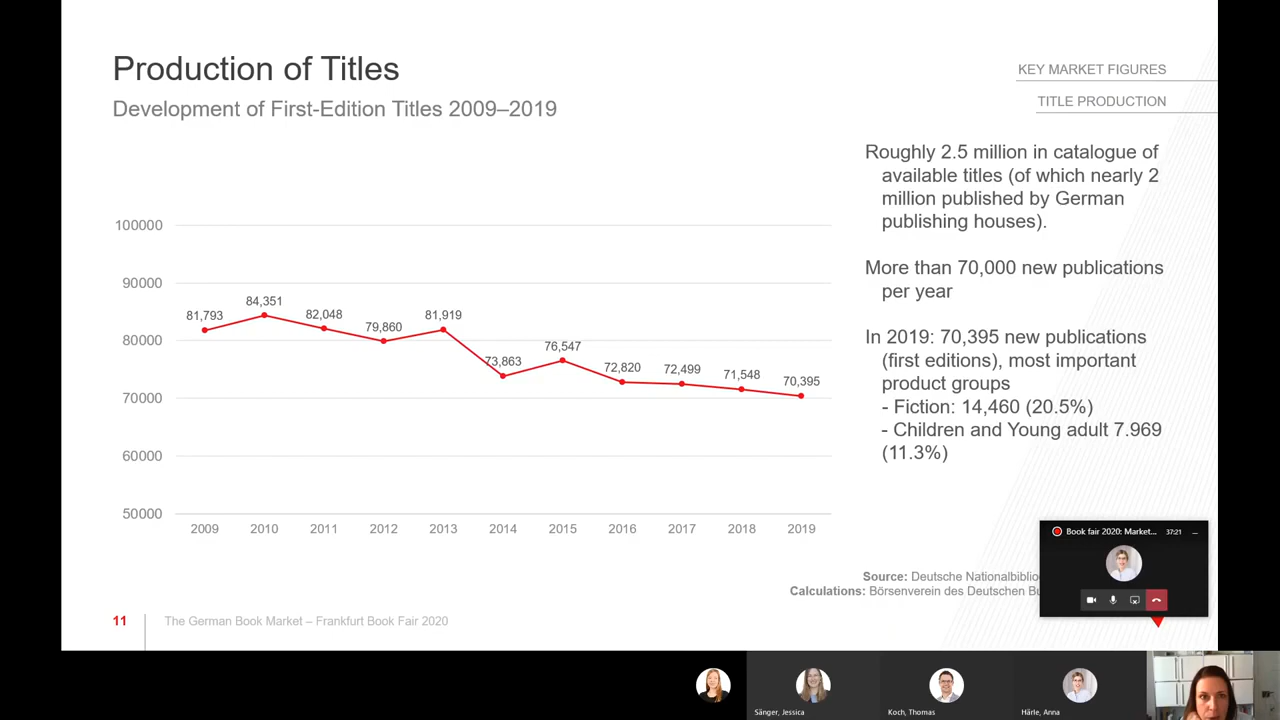 Production of Titles
Development of First-Edition Titles 2009–2019
KEY MARKET FIGURES
TITLE PRODUCTION
Roughly 2.5 million in catalogue of
available titles (of which nearly 2
million published by German
publishing houses).
More than 70,000 new publications
per year
In 2019: 70,395 new publications
(first editions), most important
product groups
- Fiction: 14,460 (20.5%)
- Children and Young adult 7.969
(11.3%)
100000
90000
80000
70000
60000
50000
81,793
84,351
82,048
79,860
81,919
73,863
76,547
72,820
72,499
71,548
70,395
2009 2010 2011 2012 2013 2014 2015 2016 2017 2018 2019
Source: Deutsche Nationalbiblio
Calculations: Börsenverein des Deutschen Bu
Book fair 2020: Market... 37:21
11 The German Book Market – Frankfurt Book Fair 2020
Sänger, Jessica
Koch, Thomas
Härle, Anna